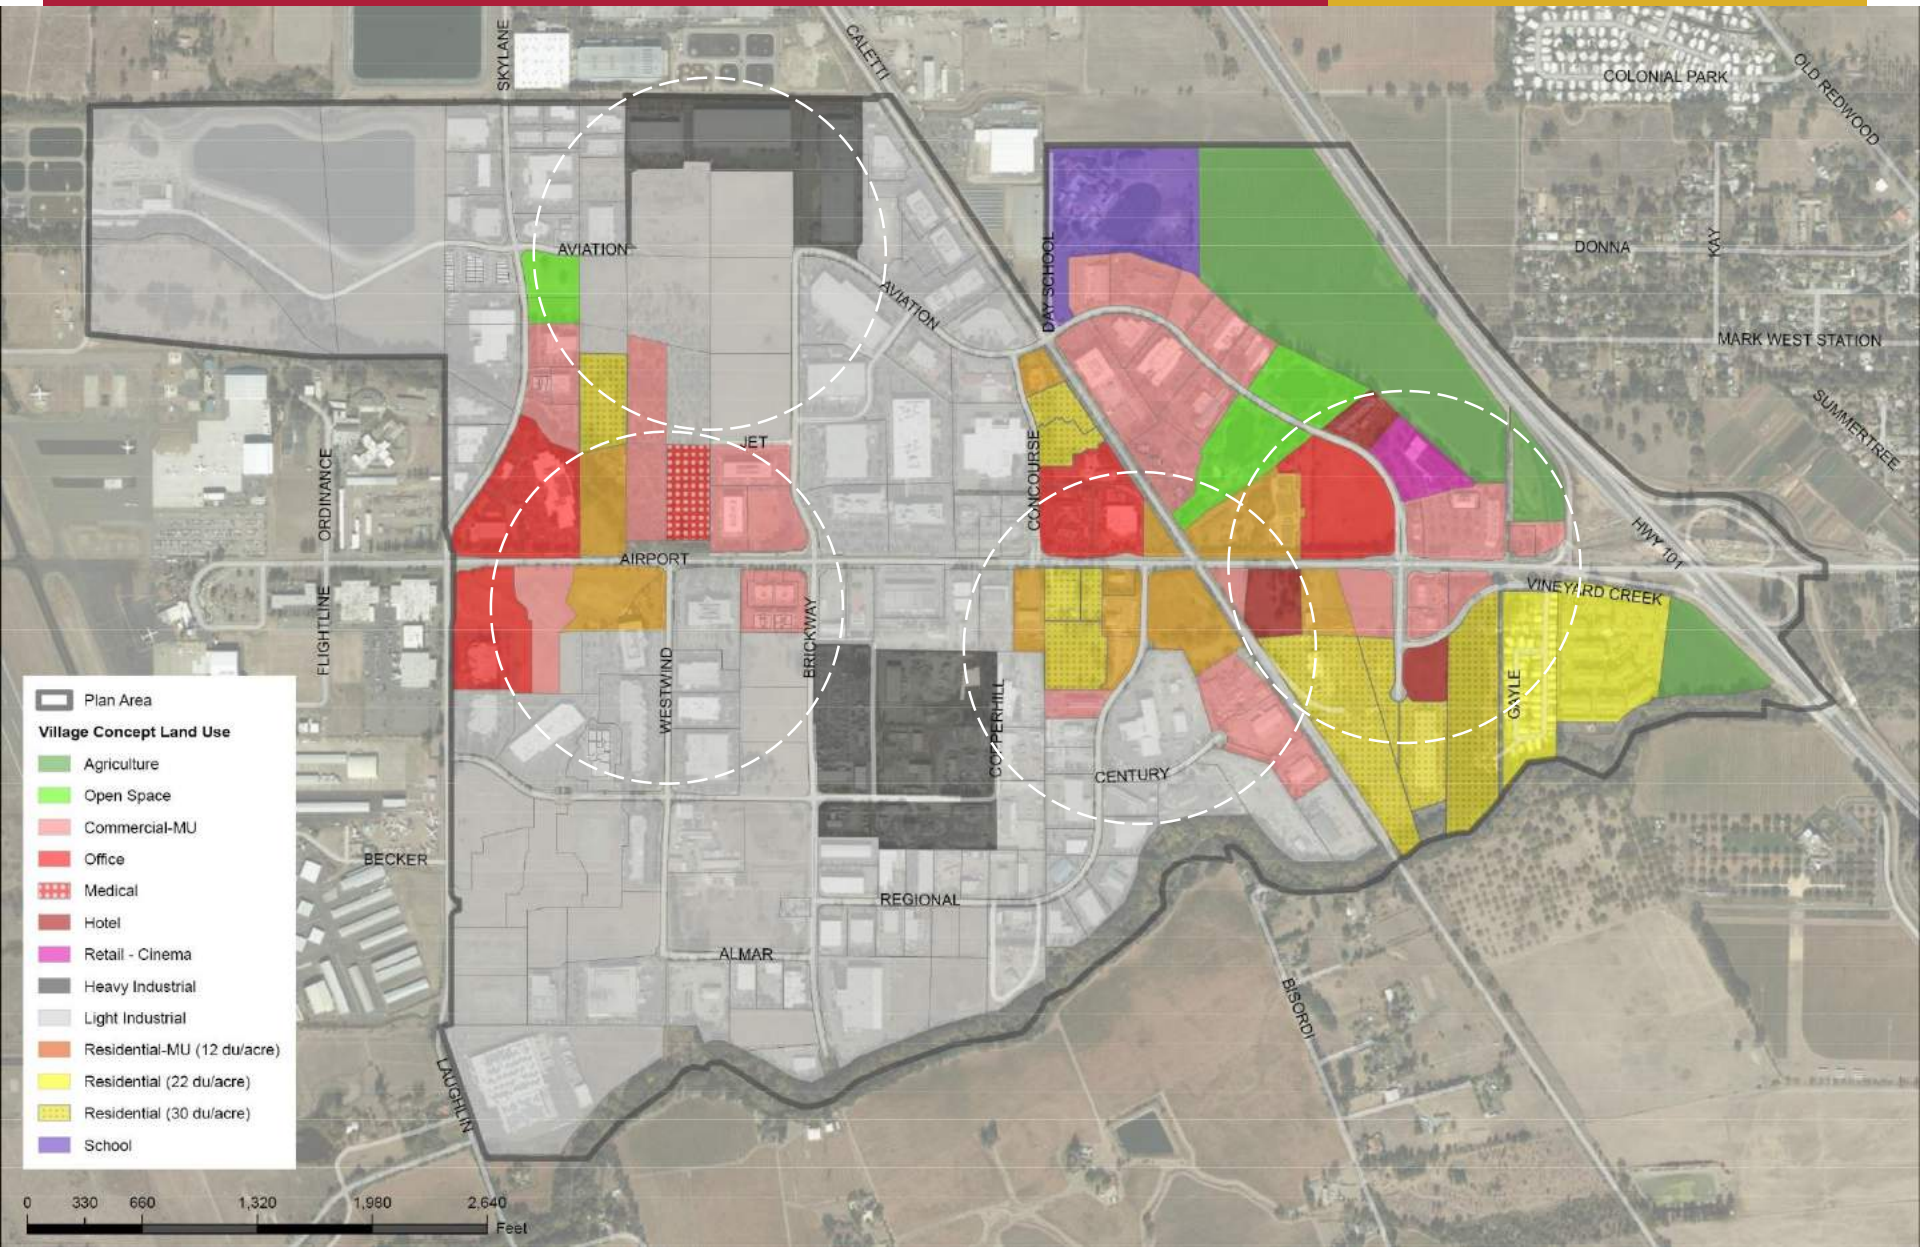 SKYLANE
CALETTI
COLONIAL PARK
OLD REDWOOD
AVIATION
DONNA
KAY
DAY SCHOOL
AVIATION
MARK WEST STATION
SUMMERTREE
JET
ORDINANCE
CONCOURSE
HWY 101
AIRPORT
VINEYARD CREEK
FLIGHTLINE
BRICKWAY
WESTWIND
COPPERHILL
GAYLE
CENTURY
BECKER
REGIONAL
ALMAR
BISORDI
LAUGHLIN
Plan Area
Village Concept Land Use
Agriculture
Open Space
Commercial-MU
Office
Medical
Hotel
Retail - Cinema
Heavy Industrial
Light Industrial
Residential-MU (12 du/acre)
Residential (22 du/acre)
Residential (30 du/acre)
School
0 330 660 1,320 1,980 2,640
Feet